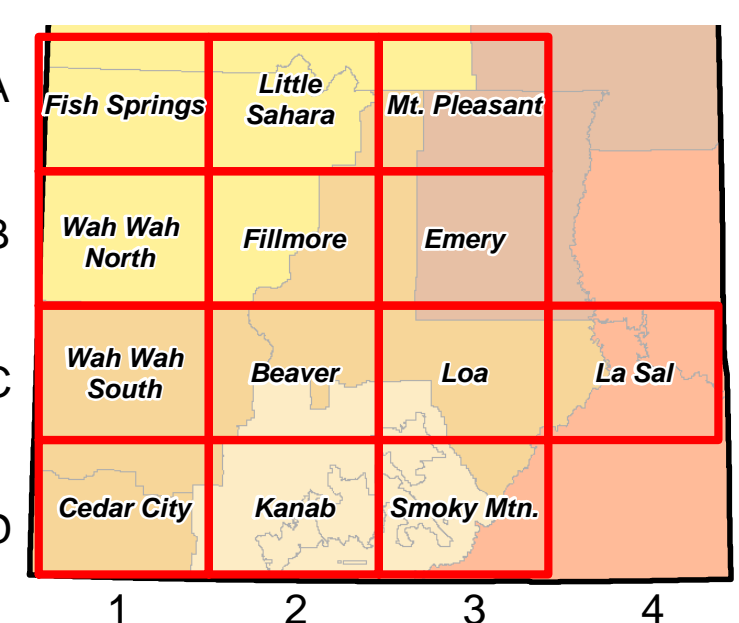 A
Fish Springs
Little
Sahara
Mt. Pleasant
B
Wah Wah
North
Fillmore
Emery
C
Wah Wah
South
Beaver
Loa
La Sal
D
Cedar City
Kanab
Smoky Mtn.
1 2 3 4